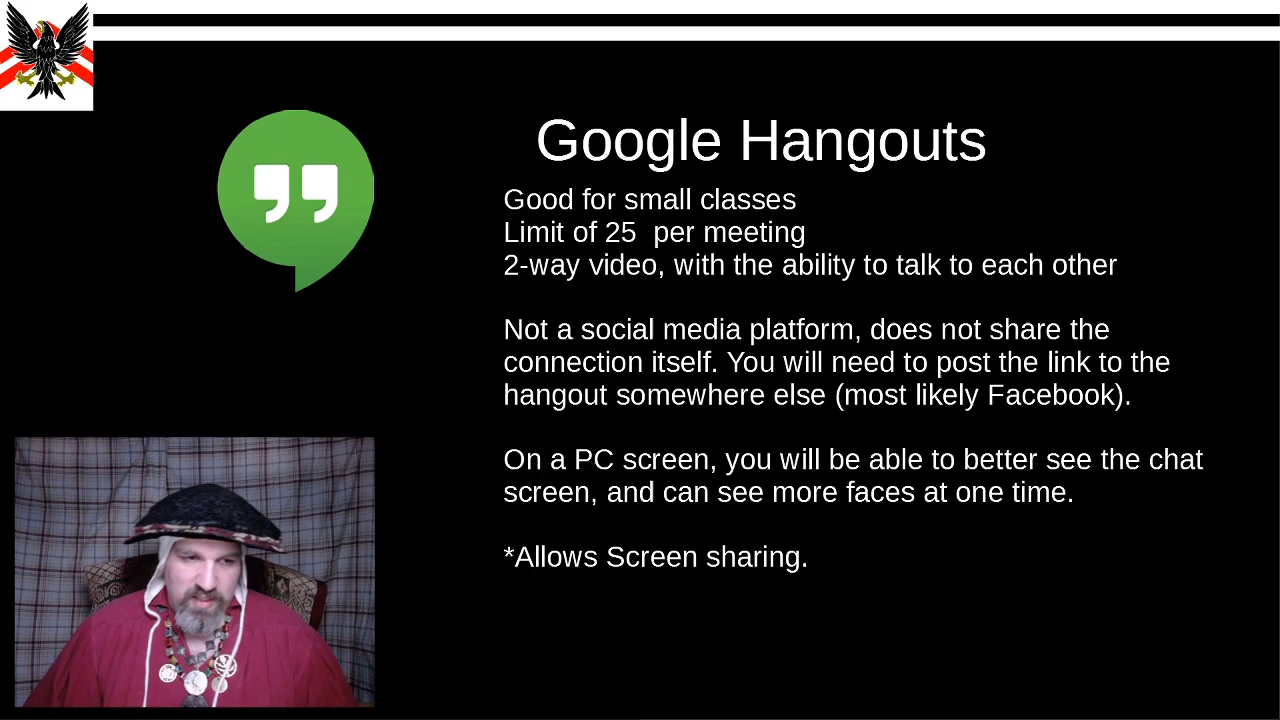 Google Hangouts
Good for small classes
Limit of 25  per meeting
2-way video, with the ability to talk to each other
Not a social media platform, does not share the
connection itself. You will need to post the link to the
hangout somewhere else (most likely Facebook).
On a PC screen, you will be able to better see the chat
screen, and can see more faces at one time.
*Allows Screen sharing.